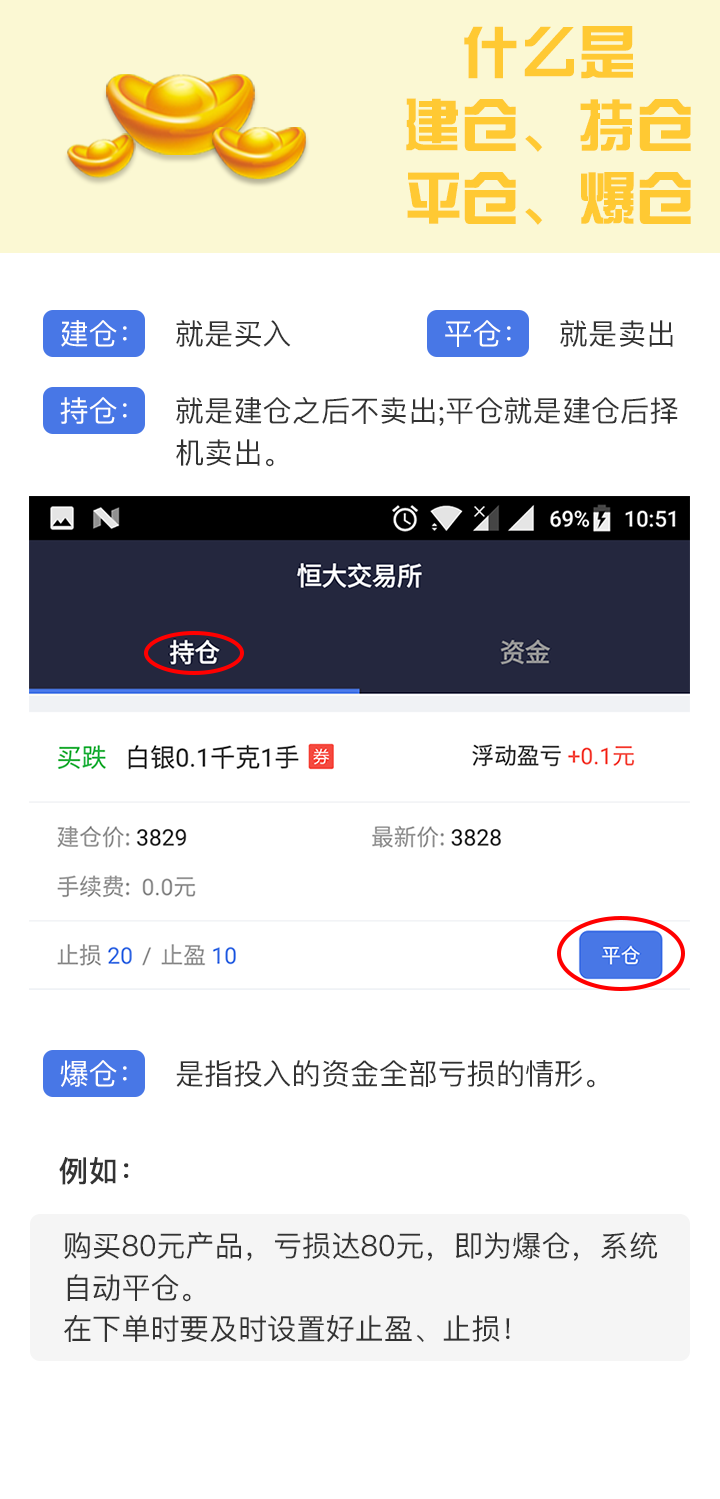 什么是
建仓、持仓
平仓、爆仓
建仓： 就是买入 平仓： 就是卖出
持仓： 就是建仓之后不卖出;平仓就是建仓后择
机卖出。
69% 10:51
恒大交易所
持仓 资金
买跌 白银0.1千克1手 券 浮动盈亏 +0.1元
建仓价: 3829 最新价: 3828
手续费: 0.0元
止损 20 / 止盈 10 平仓
爆仓： 是指投入的资金全部亏损的情形。
例如：
购买80元产品，亏损达80元，即为爆仓，系统
自动平仓。
在下单时要及时设置好止盈、止损！